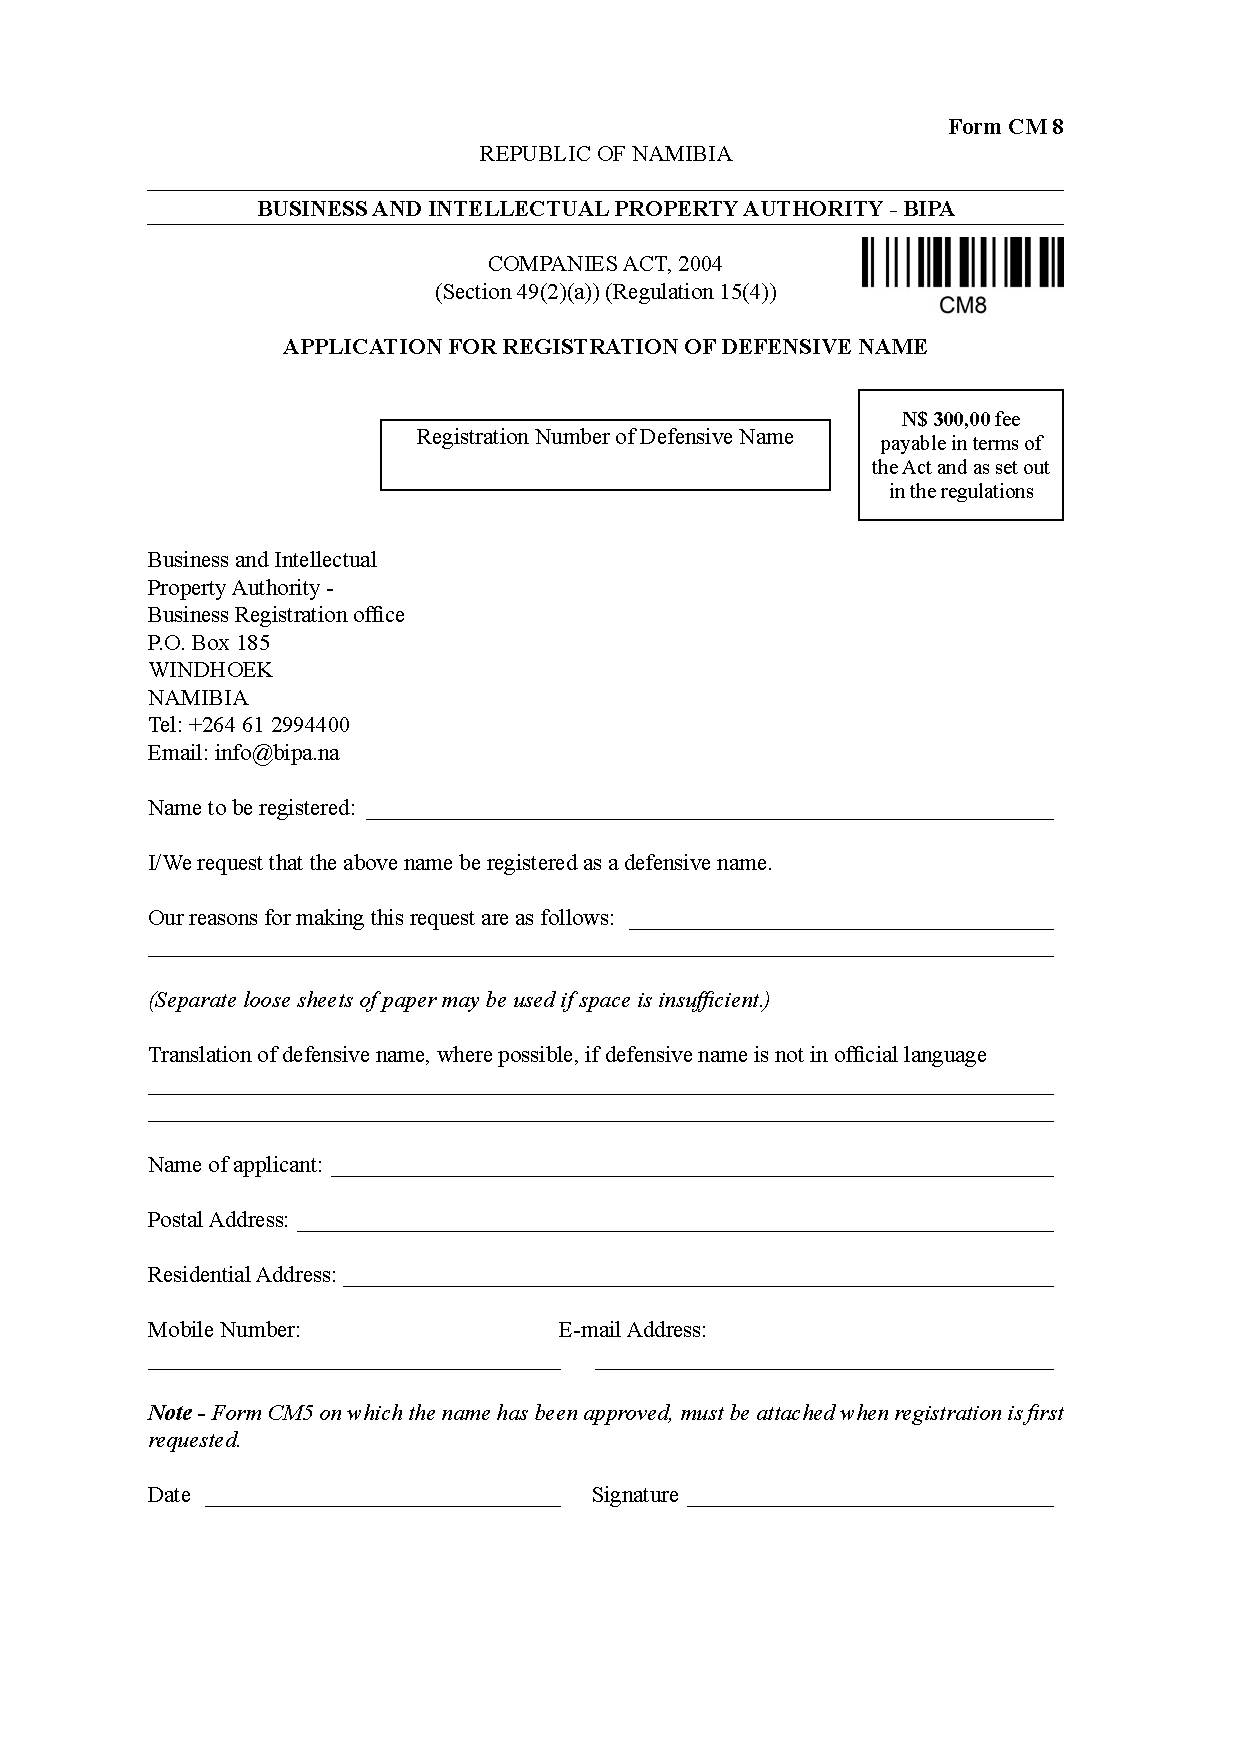 Form CM 8
REPUBLIC OF NAMIBIA
BUSINESS AND INTELLECTUAL PROPERTY AUTHORITY - BIPA
COMPANIES ACT, 2004
(Section 49(2)(a)) (Regulation 15(4))
CM8
APPLICATION FOR REGISTRATION OF DEFENSIVE NAME
Registration Number of Defensive Name
N$ 300,00 fee
payable in terms of
the Act and as set out
in the regulations
Business and Intellectual
Property Authority -
Business Registration office
P.O. Box 185
WINDHOEK
NAMIBIA
Tel: +264 61 2994400
Email: info@bipa.na
Name to be registered:
I/We request that the above name be registered as a defensive name.
Our reasons for making this request are as follows:
(Separate loose sheets of paper may be used if space is insufficient.)
Translation of defensive name, where possible, if defensive name is not in official language
Name of applicant:
Postal Address:
Residential Address:
Mobile Number: E-mail Address:
Note - Form CM5 on which the name has been approved, must be attached when registration is first
requested.
Date Signature